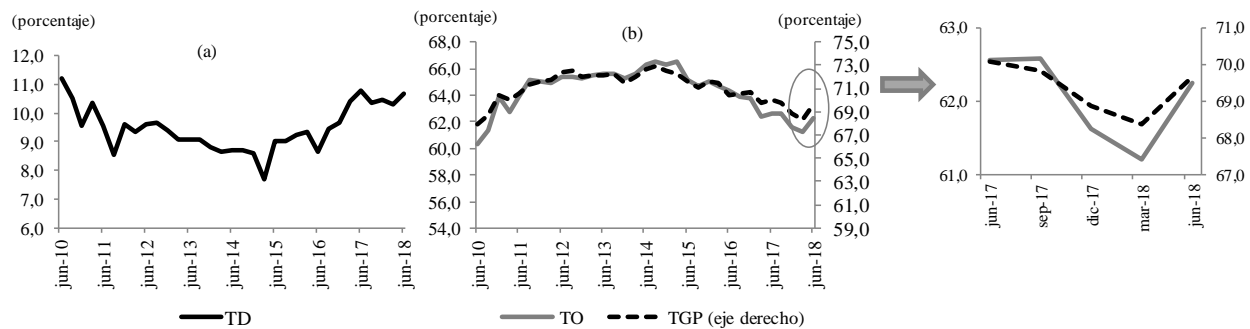 (porcentaje)
(a)
12,0
11,0
10,0
9,0
8,0
7,0
6,0
jun-10
jun-11
jun-12
jun-13
jun-14
jun-15
jun-16
jun-17
jun-18
TD
(porcentaje)
(porcentaje)
(b)
68,0
66,0
64,0
62,0
60,0
58,0
56,0
54,0
75,0
73,0
71,0
69,0
67,0
65,0
63,0
61,0
59,0
jun-10
jun-11
jun-12
jun-13
jun-14
jun-15
jun-16
jun-17
jun-18
TO
TGP (eje derecho)
63,0
62,0
61,0
71,0
70,0
69,0
68,0
67,0
jun-17
sep-17
dic-17
mar-18
jun-18